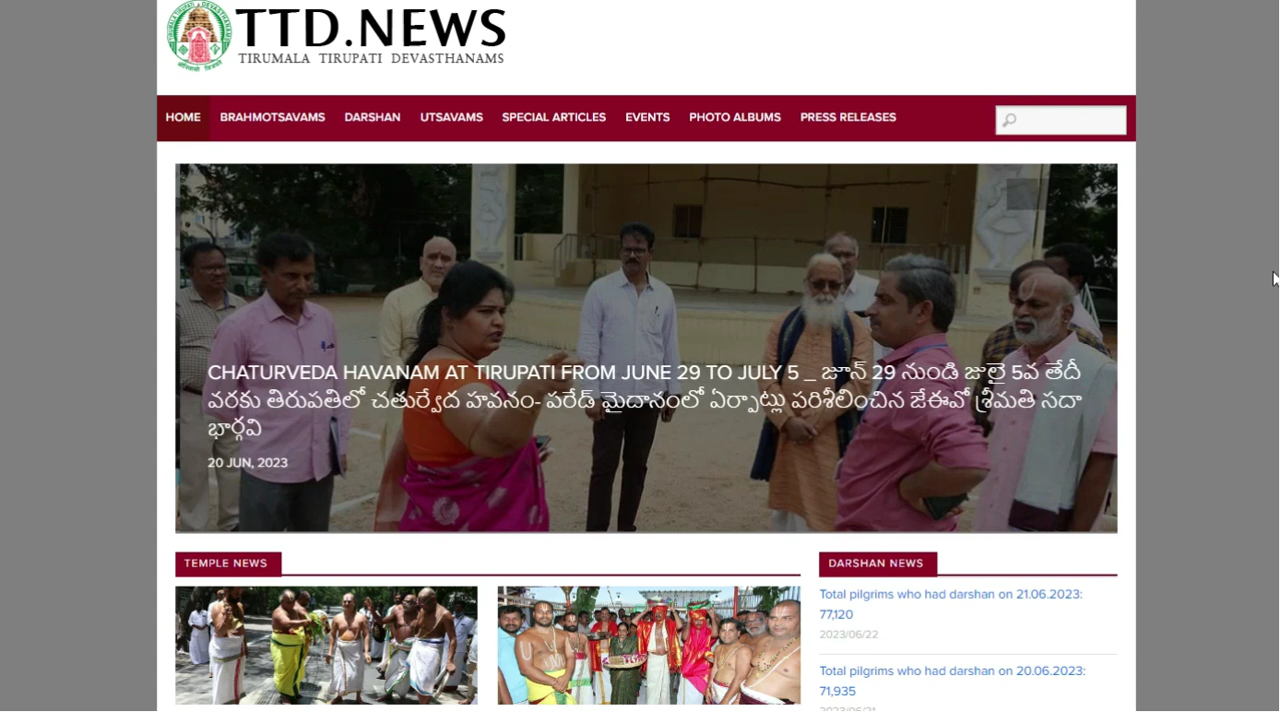 TTD.NEWS
TIRUMALA TIRUPATI DEVASTHANAMS
HOME BRAHMOTSAVAMS DARSHAN UTSAVAMS SPECIAL ARTICLES EVENTS PHOTO ALBUMS PRESS RELEASES
CHATURVEDA HAVANAM AT TIRUPATI FROM JUNE 29 TO JULY 5 _ జూన్ 29 నుండి జులై 5వ తేదీ
వరకు తిరుపతిలో చతుర్వేద హవనం- పరేడ్ మైదానంలో ఏర్పాట్లు పరిశీలించిన జేఈవో శ్రీమతి సదా
భార్గవి
20 JUN, 2023
TEMPLE NEWS
DARSHAN NEWS
Total pilgrims who had darshan on 21.06.2023:
77,120
2023/06/22
Total pilgrims who had darshan on 20.06.2023:
71,935
2023/06/21